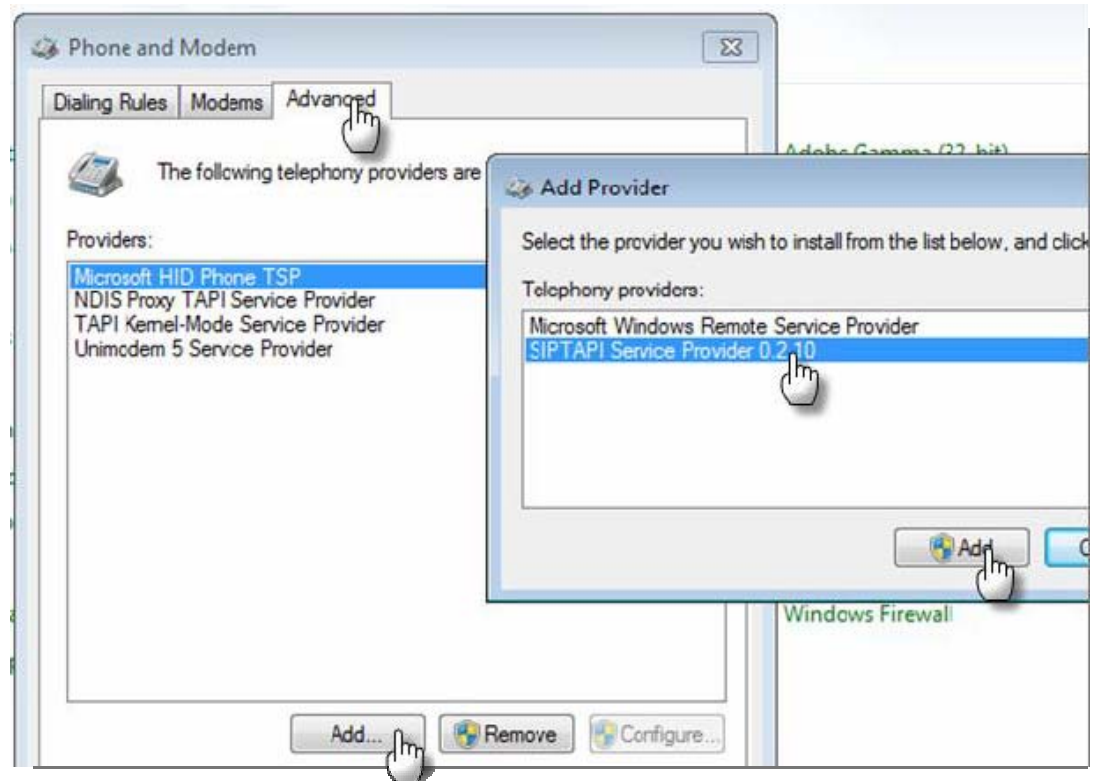 Phone and Modem
Dialing Rules Modems Advanced
The following telephony providers are
Providers:
Microsoft HID Phone TSP
NDIS Proxy TAPI Service Provider
TAPI Kernel-Mode Service Provider
Unimodem 5 Service Provider
Add... Remove Configure...
Adobe Gamma (32-bit)
Add Provider
Select the provider you wish to install from the list below, and click
Telephony providers:
Microsoft Windows Remote Service Provider
SIPTAPI Service Provider 0.2.10
Add
Windows Firewall